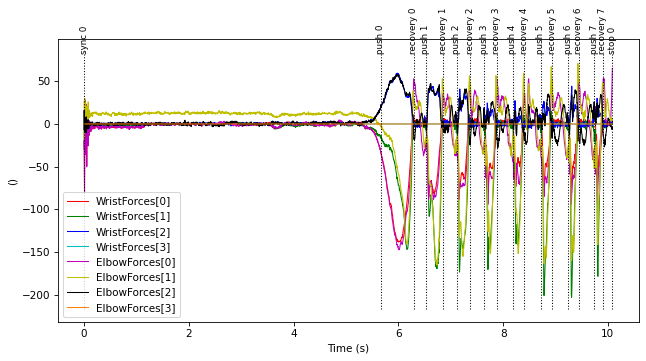 sync 0
push 0
recovery 0
push 1
recovery 1
push 2
recovery 2
push 3
recovery 3
push 4
recovery 4
push 5
recovery 5
push 6
recovery 6
push 7
recovery 7
stop 0
50
0
−50
−100
−150
−200
()
WristForces[0]
WristForces[1]
WristForces[2]
WristForces[3]
ElbowForces[0]
ElbowForces[1]
ElbowForces[2]
ElbowForces[3]
0 2 4 6 8 10
Time (s)